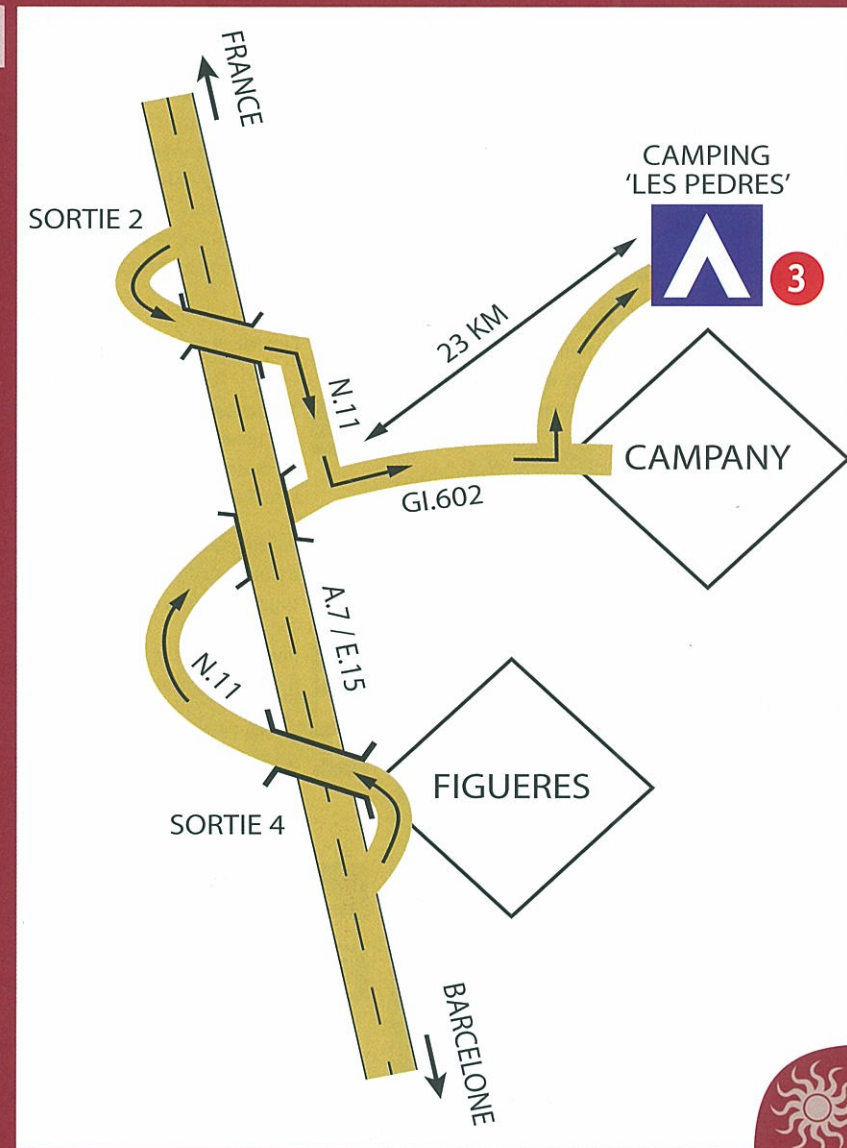 FRANCE
SORTIE 2
CAMPING
'LES PEDRES'
3
23 KM
N.11
CAMPANY
GI.602
A.7 / E.15
N.11
FIGUERES
SORTIE 4
BARCELONE